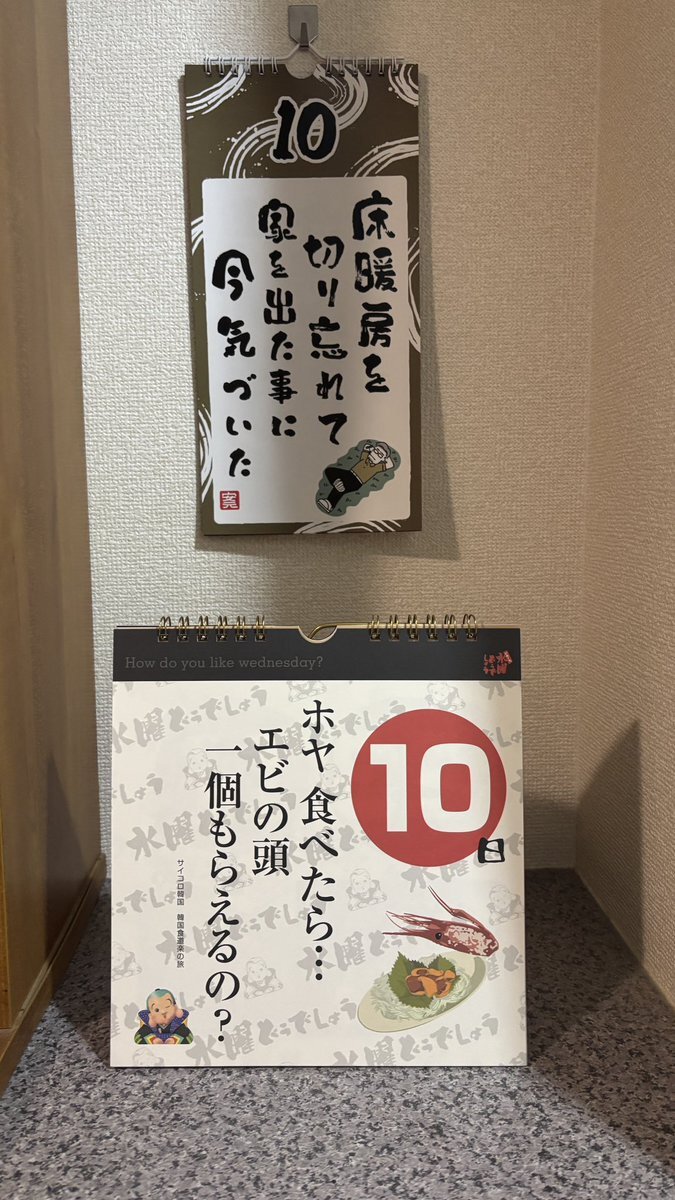 10
床暖房を
切り忘れて
家を出た事に
今気づいた
How do you like wednesday?
水曜どうでしょう
10日
ホヤ 食べたら…
エビの頭
一個もらえるの?
サイコロ韓国 韓国食道楽の旅